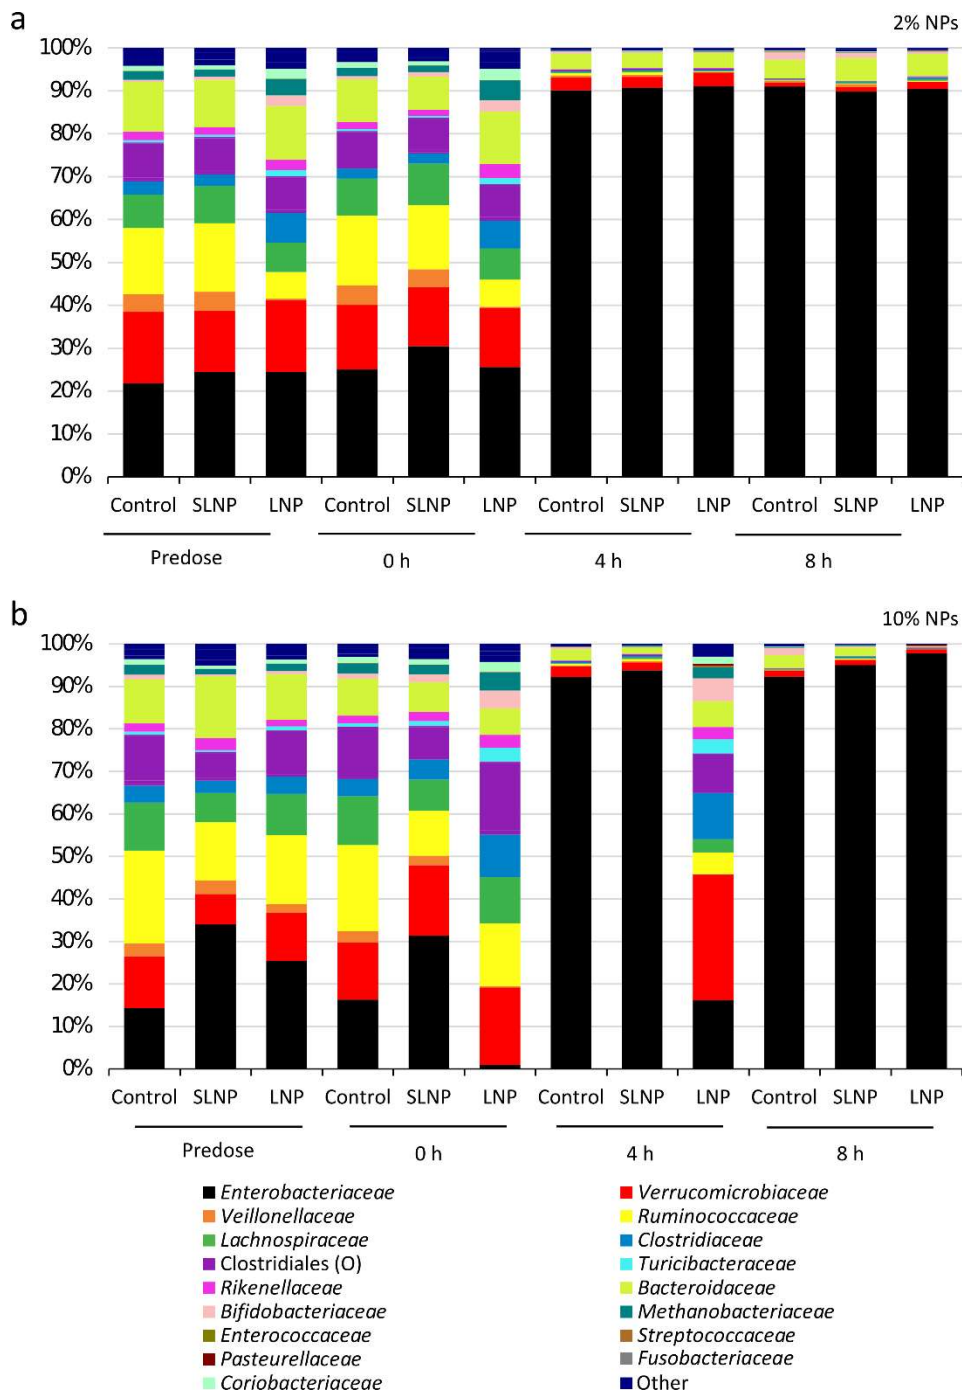 a
2% NPs
100%
90%
80%
70%
60%
50%
40%
30%
20%
10%
0%
Control SLNP LNP Control SLNP LNP Control SLNP LNP Control SLNP LNP
Predose 0 h 4 h 8 h
b
10% NPs
100%
90%
80%
70%
60%
50%
40%
30%
20%
10%
0%
Control SLNP LNP Control SLNP LNP Control SLNP LNP Control SLNP LNP
Predose 0 h 4 h 8 h
Enterobacteriaceae Verrucomicrobiaceae
Veillonellaceae Ruminococcaceae
Lachnospiraceae Clostridiaceae
Clostridiales (O) Turicibacteraceae
Rikenellaceae Bacteroidaceae
Bifidobacteriaceae Methanobacteriaceae
Enterococcaceae Streptococcaceae
Pasteurellaceae Fusobacteriaceae
Coriobacteriaceae Other